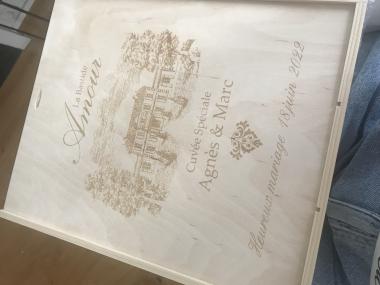 La Bastide
Amour
Cuvée Spéciale
Agnès & Marc
Heureux mariage 18 juin 2022